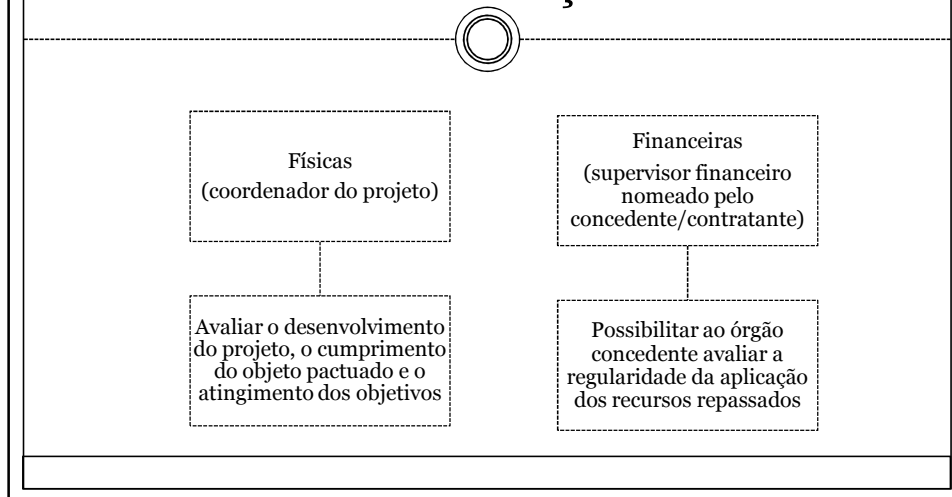 Físicas
(coordenador do projeto)
Avaliar o desenvolvimento
do projeto, o cumprimento
do objeto pactuado e o
atingimento dos objetivos
Financeiras
(supervisor financeiro
nomeado pelo
concedente/contratante)
Possibilitar ao órgão
concedente avaliar a
regularidade da aplicação
dos recursos repassados